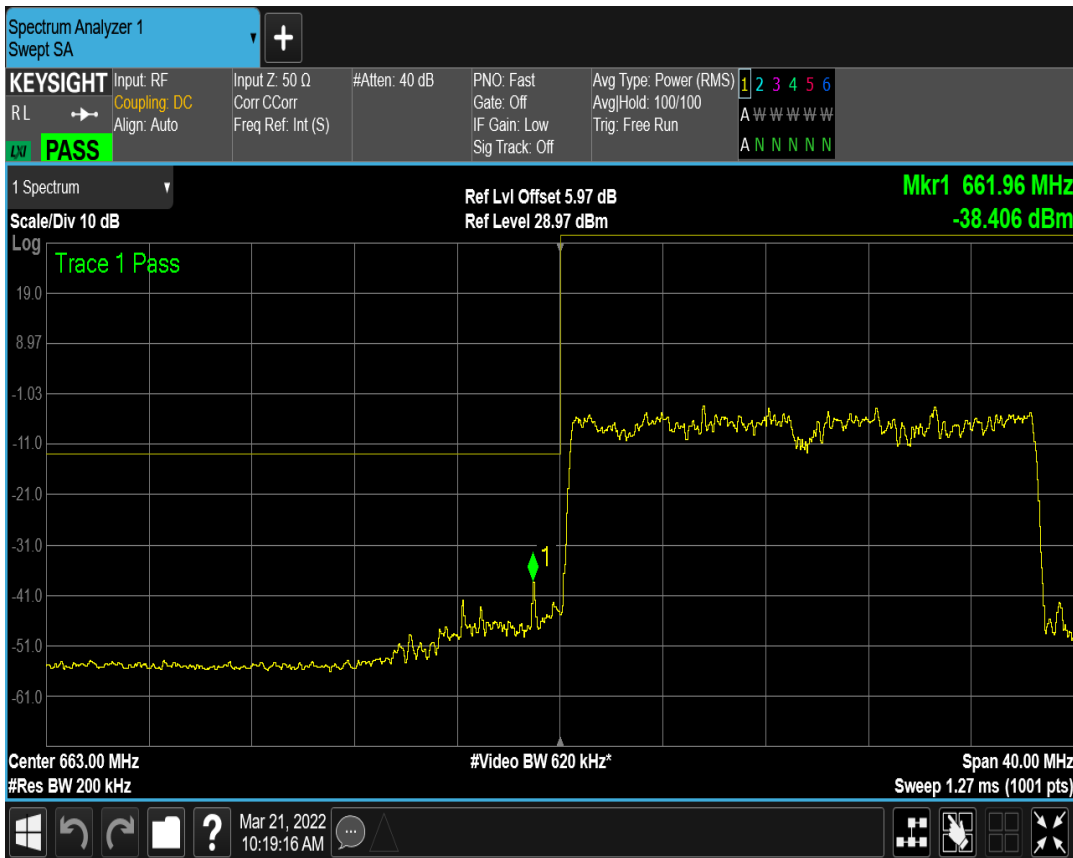 Spectrum Analyzer 1
Swept SA
+
KEYSIGHT
R L
LXI
PASS
Input: RF
Coupling: DC
Align: Auto
Input Z: 50 Ω
Corr CCorr
Freq Ref: Int (S)
#Atten: 40 dB
PNO: Fast
Gate: Off
IF Gain: Low
Sig Track: Off
Avg Type: Power (RMS)
Avg|Hold: 100/100
Trig: Free Run
1 2 3 4 5 6
A W W W W W
A N N N N N
1 Spectrum
Scale/Div 10 dB
Ref Lvl Offset 5.97 dB
Ref Level 28.97 dBm
Mkr1 661.96 MHz
-38.406 dBm
Log
Trace 1 Pass
19.0
8.97
-1.03
-11.0
-21.0
-31.0
1
-41.0
-51.0
-61.0
Center 663.00 MHz
#Video BW 620 kHz*
Span 40.00 MHz
#Res BW 200 kHz
Sweep 1.27 ms (1001 pts)
?
Mar 21, 2022
10:19:16 AM